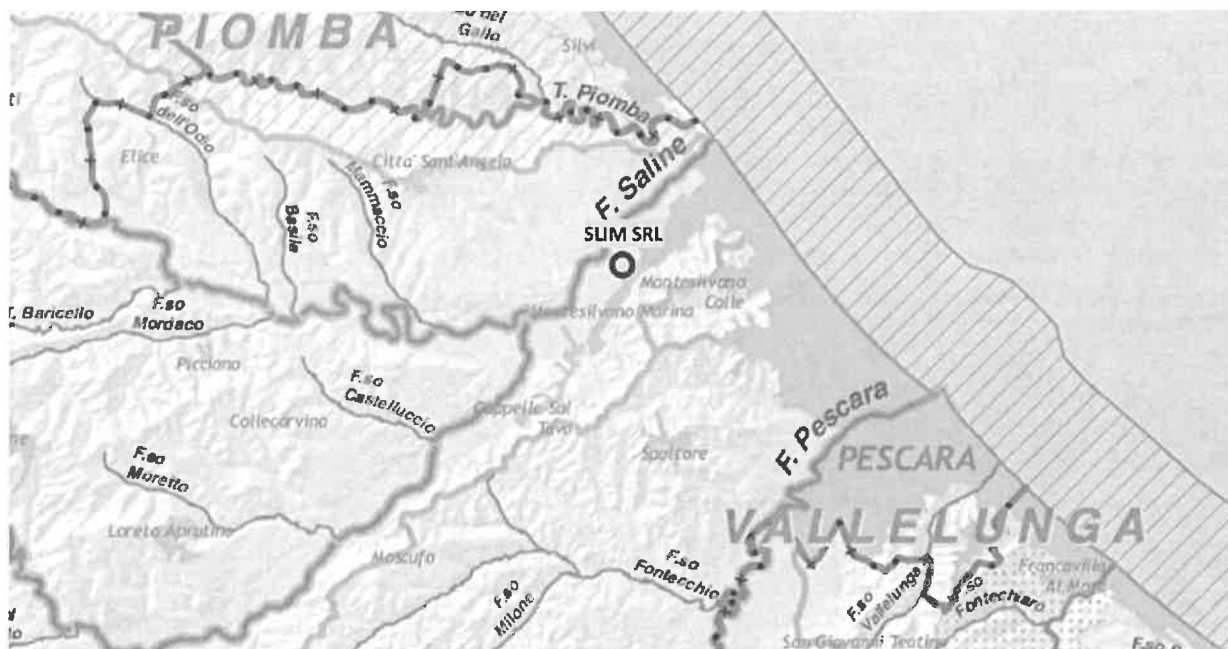 PIOMBA
Gallo
Silvi
T. Piomba
F.so
dell'Odio
Elice
Città Sant'Angelo
F.so
Mammaccio
F.so
Basile
F. Saline
SLIM SRL
Montesilvano
Colle
Montesilvano Marina
T. Baricello
F.so
Mordaco
Picciano
F.so
Castelluccio
Collecorvino
Cappelle Sul
Tavo
F. Pescara
Spoltore
PESCARA
F.so
Moretto
Loreto Aprutino
VALLELUNGA
Moscufo
F.so
Fontecchio
F.so
Milone
F.so
Vallelunga
F.so
Fontechiaro
Francavilla
Al Mare
San Giovanni Teatino